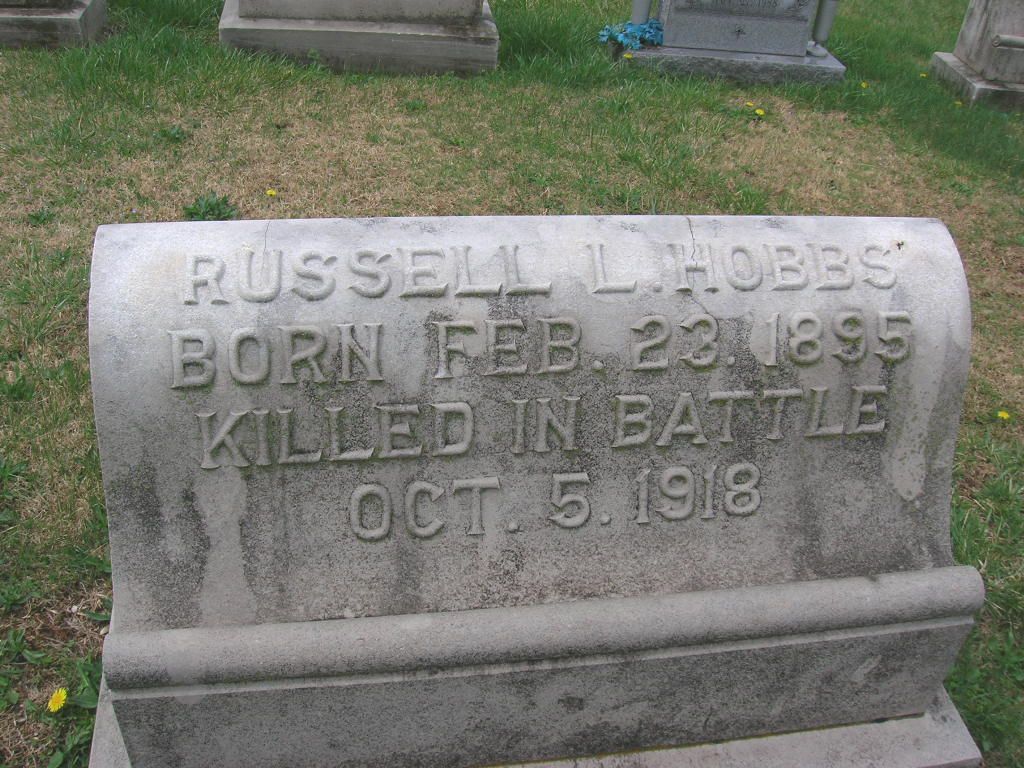 RUSSELL L. HOBBS
BORN FEB. 23. 1895
KILLED IN BATTLE
OCT. 5. 1918